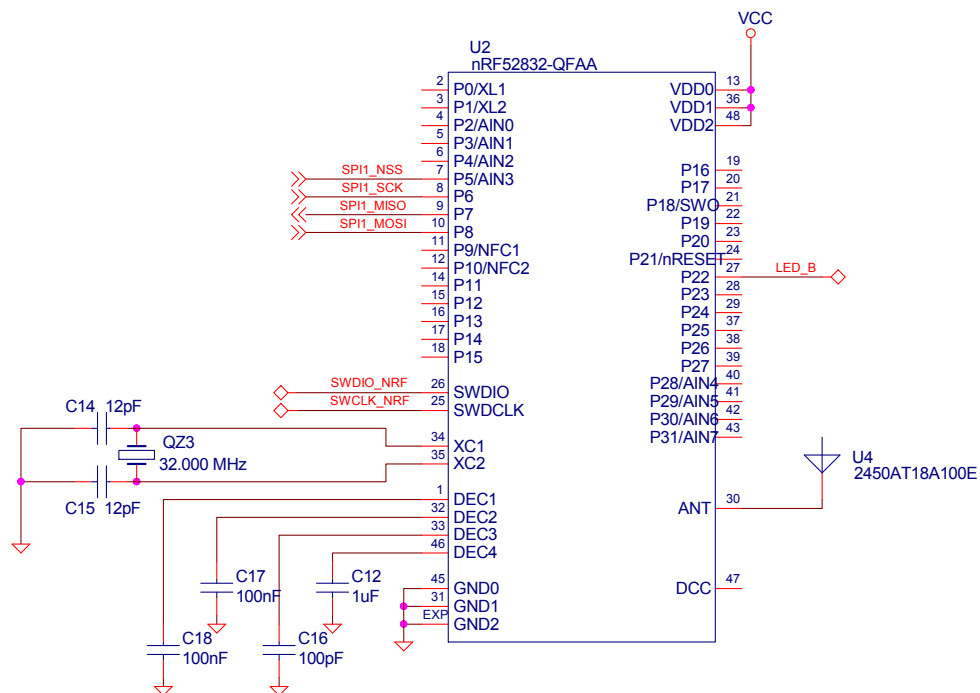 VCC
U2
nRF52832-QFAA
2 P0/XL1
3 P1/XL2
4 P2/AIN0
5 P3/AIN1
6 P4/AIN2
SPI1_NSS 7 P5/AIN3
SPI1_SCK 8 P6
SPI1_MISO 9 P7
SPI1_MOSI 10 P8
11 P9/NFC1
12 P10/NFC2
14 P11
15 P12
16 P13
17 P14
18 P15
SWDIO_NRF 26 SWDIO
SWCLK_NRF 25 SWDCLK
34 XC1
35 XC2
1 DEC1
32 DEC2
33 DEC3
46 DEC4
45 GND0
31 GND1
EXP GND2
VDD0 13
VDD1 36
VDD2 48
P16 19
P17 20
P18/SWO 21
P19 22
P20 23
P21/nRESET 24
P22 27 LED_B
P23 28
P24 29
P25 37
P26 38
P27 39
P28/AIN4 40
P29/AIN5 41
P30/AIN6 42
P31/AIN7 43
ANT 30
DCC 47
U4
2450AT18A100E
C14 12pF
QZ3
32.000 MHz
C15 12pF
C17
100nF
C12
1uF
C18
100nF
C16
100pF